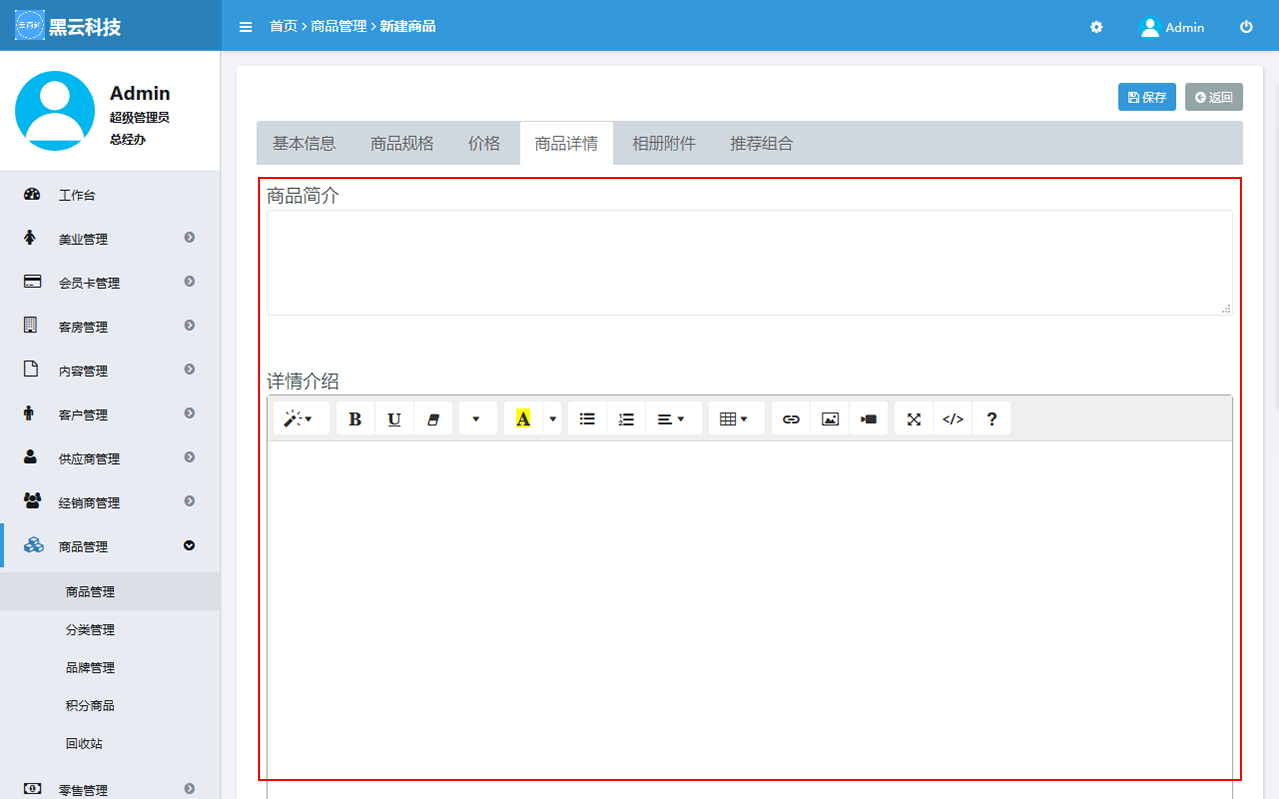 黑云科技
首页 > 商品管理 > 新建商品
Admin
Admin
超级管理员
总经办
保存
返回
基本信息 商品规格 价格 商品详情 相册附件 推荐组合
工作台
美业管理
会员卡管理
客房管理
内容管理
客户管理
供应商管理
经销商管理
商品管理
商品管理
分类管理
品牌管理
积分商品
回收站
零售管理
商品简介
详情介绍
B U A </> ?